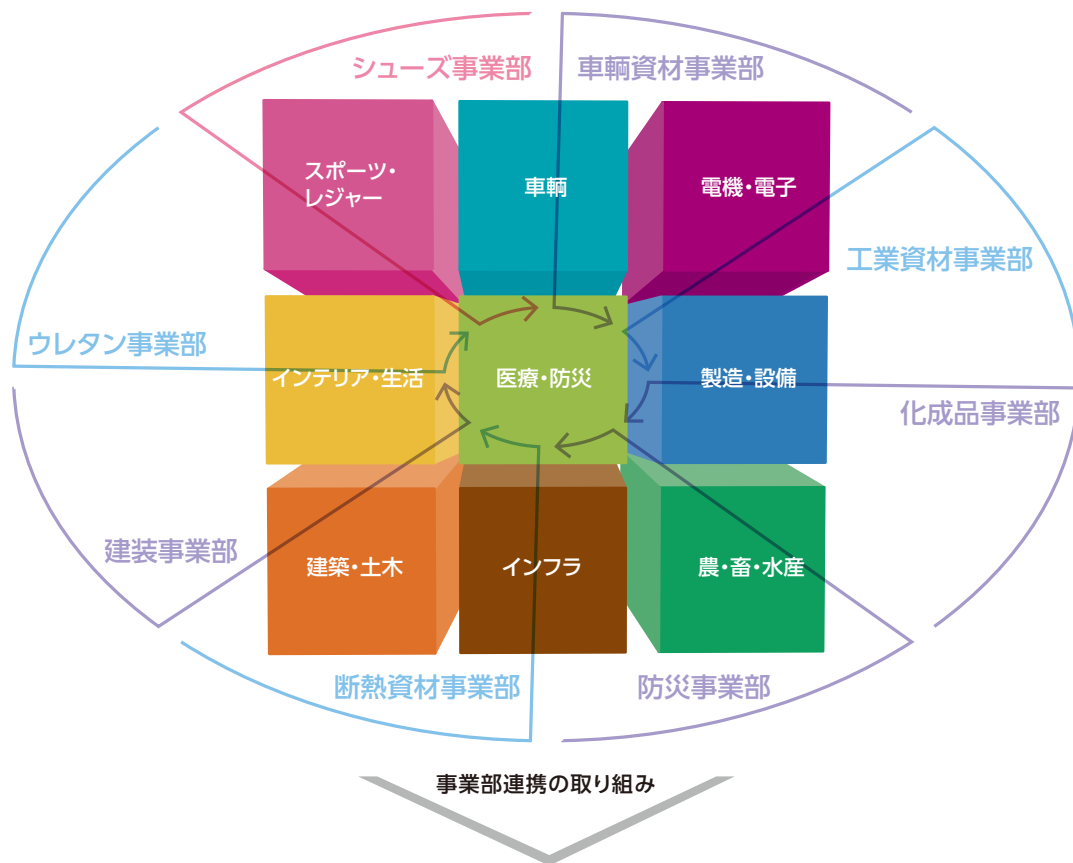 シューズ事業部
車輌資材事業部
スポーツ・
レジャー
車輌
電機・電子
工業資材事業部
ウレタン事業部
インテリア・生活
医療・防災
製造・設備
化成品事業部
建装事業部
建築・土木
インフラ
農・畜・水産
断熱資材事業部
防災事業部
事業部連携の取り組み